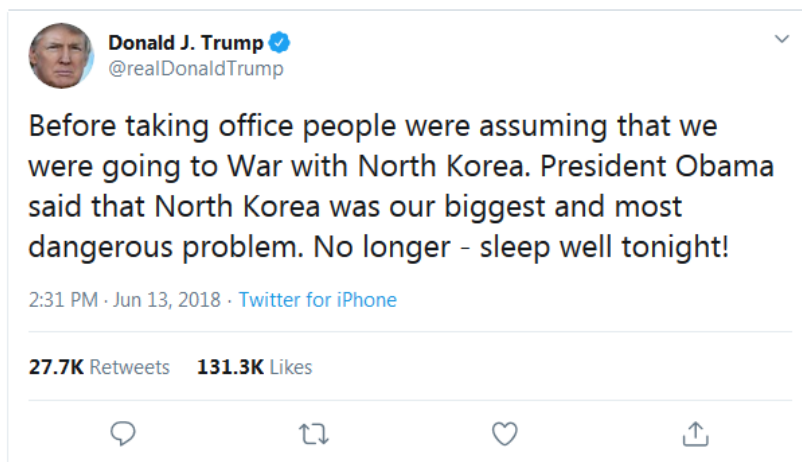 Donald J. Trump
@realDonaldTrump
Before taking office people were assuming that we
were going to War with North Korea. President Obama
said that North Korea was our biggest and most
dangerous problem. No longer - sleep well tonight!
2:31 PM · Jun 13, 2018 · Twitter for iPhone
27.7K Retweets 131.3K Likes